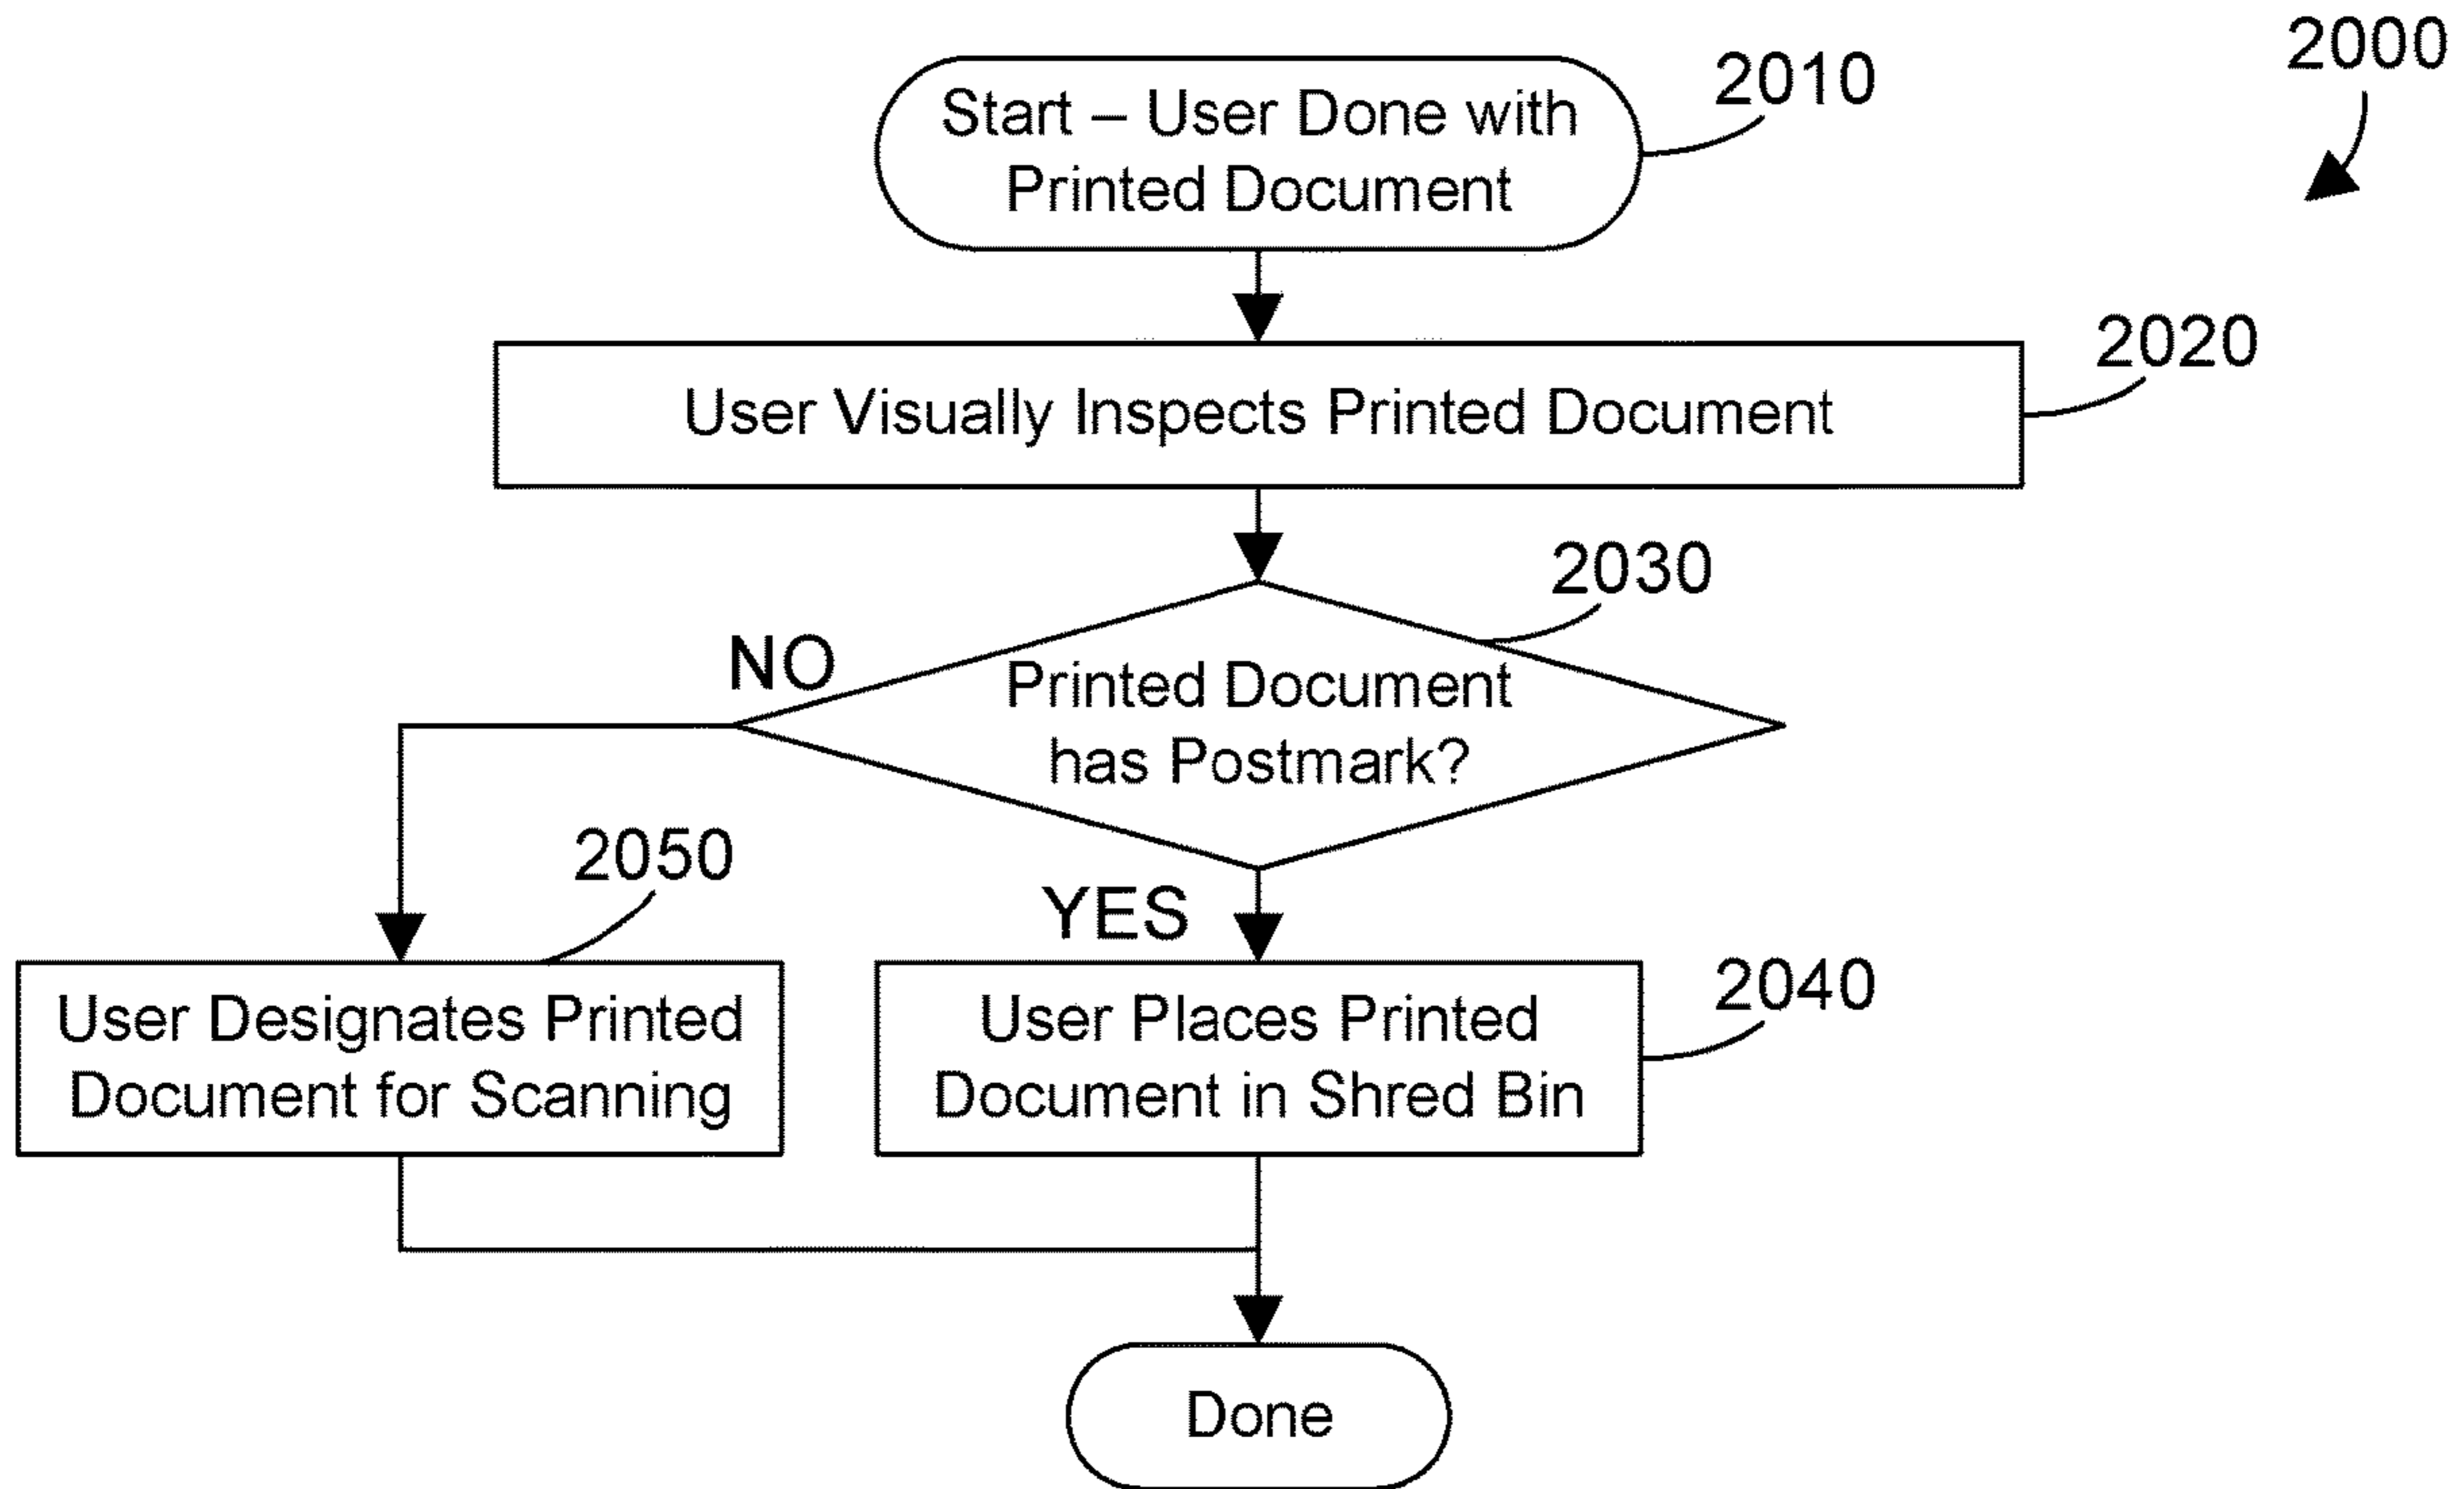 2000
Start – User Done with
Printed Document
2010
User Visually Inspects Printed Document
2020
2030
Printed Document
has Postmark?
NO
YES
2050
User Designates Printed
Document for Scanning
User Places Printed
Document in Shred Bin
2040
Done